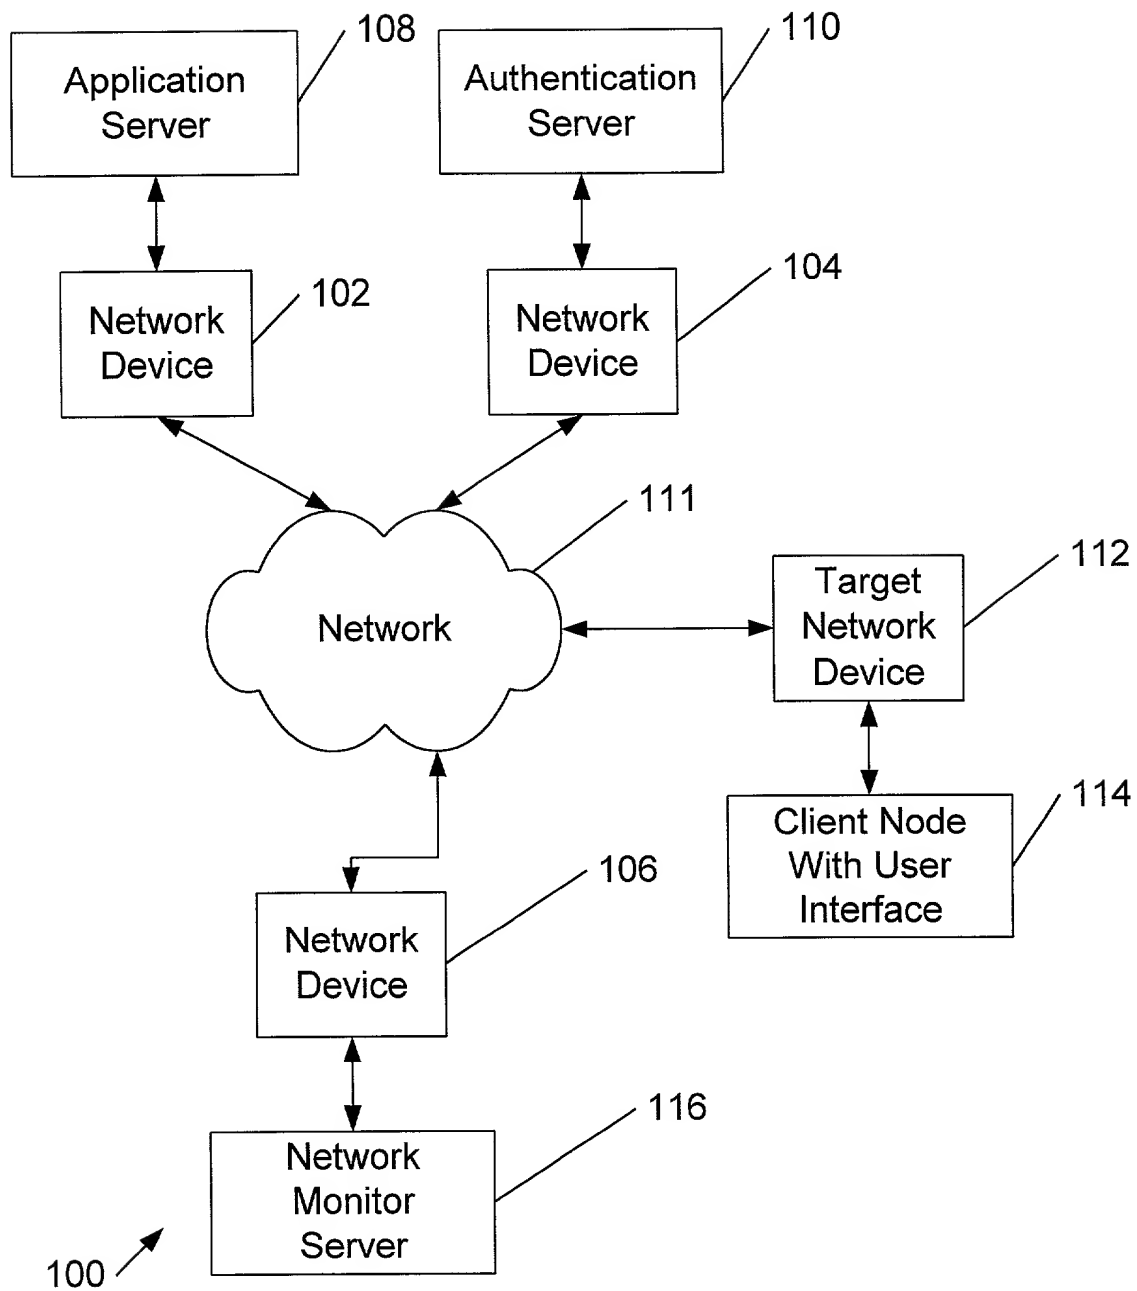 108
110
Application
Server
Authentication
Server
102
104
Network
Device
Network
Device
111
112
Network
Target
Network
Device
114
Client Node
With User
Interface
106
Network
Device
116
Network
Monitor
Server
100